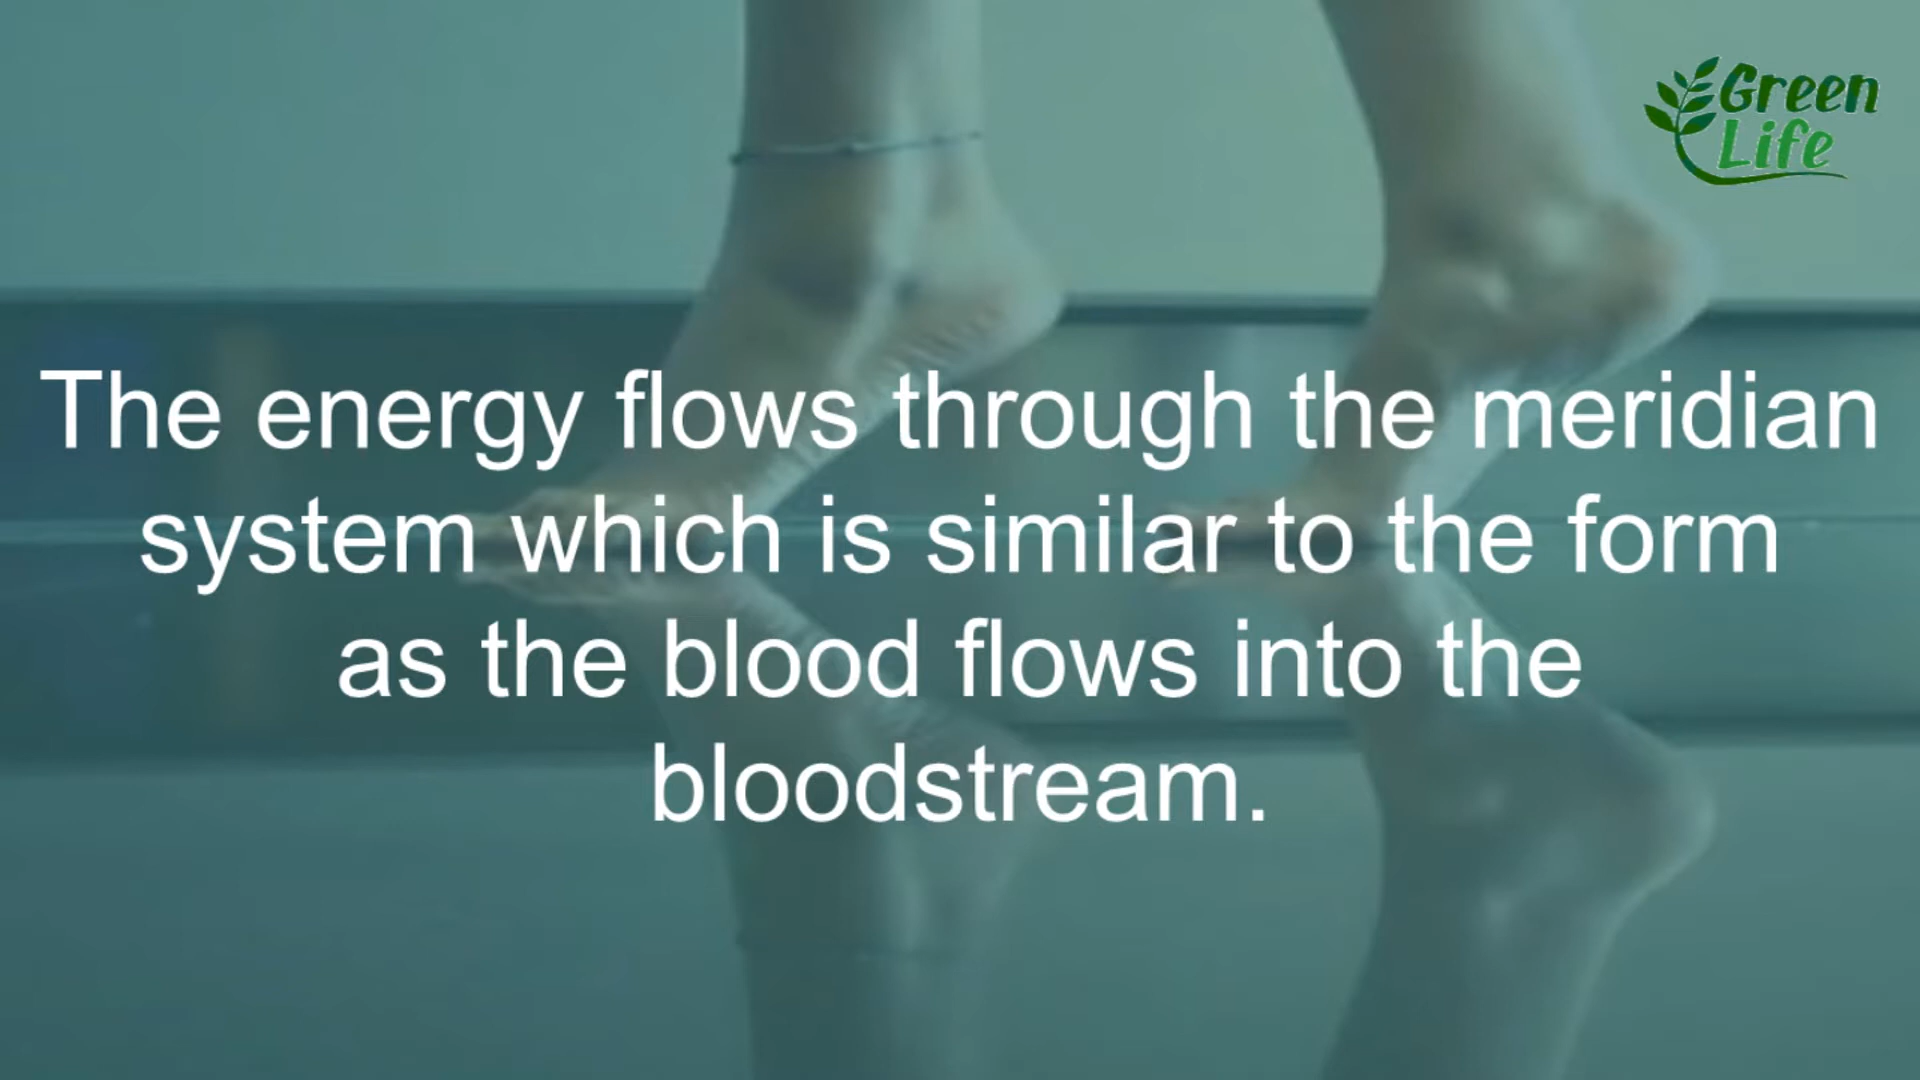 Green
Life
The energy flows through the meridian
system which is similar to the form
as the blood flows into the
bloodstream.